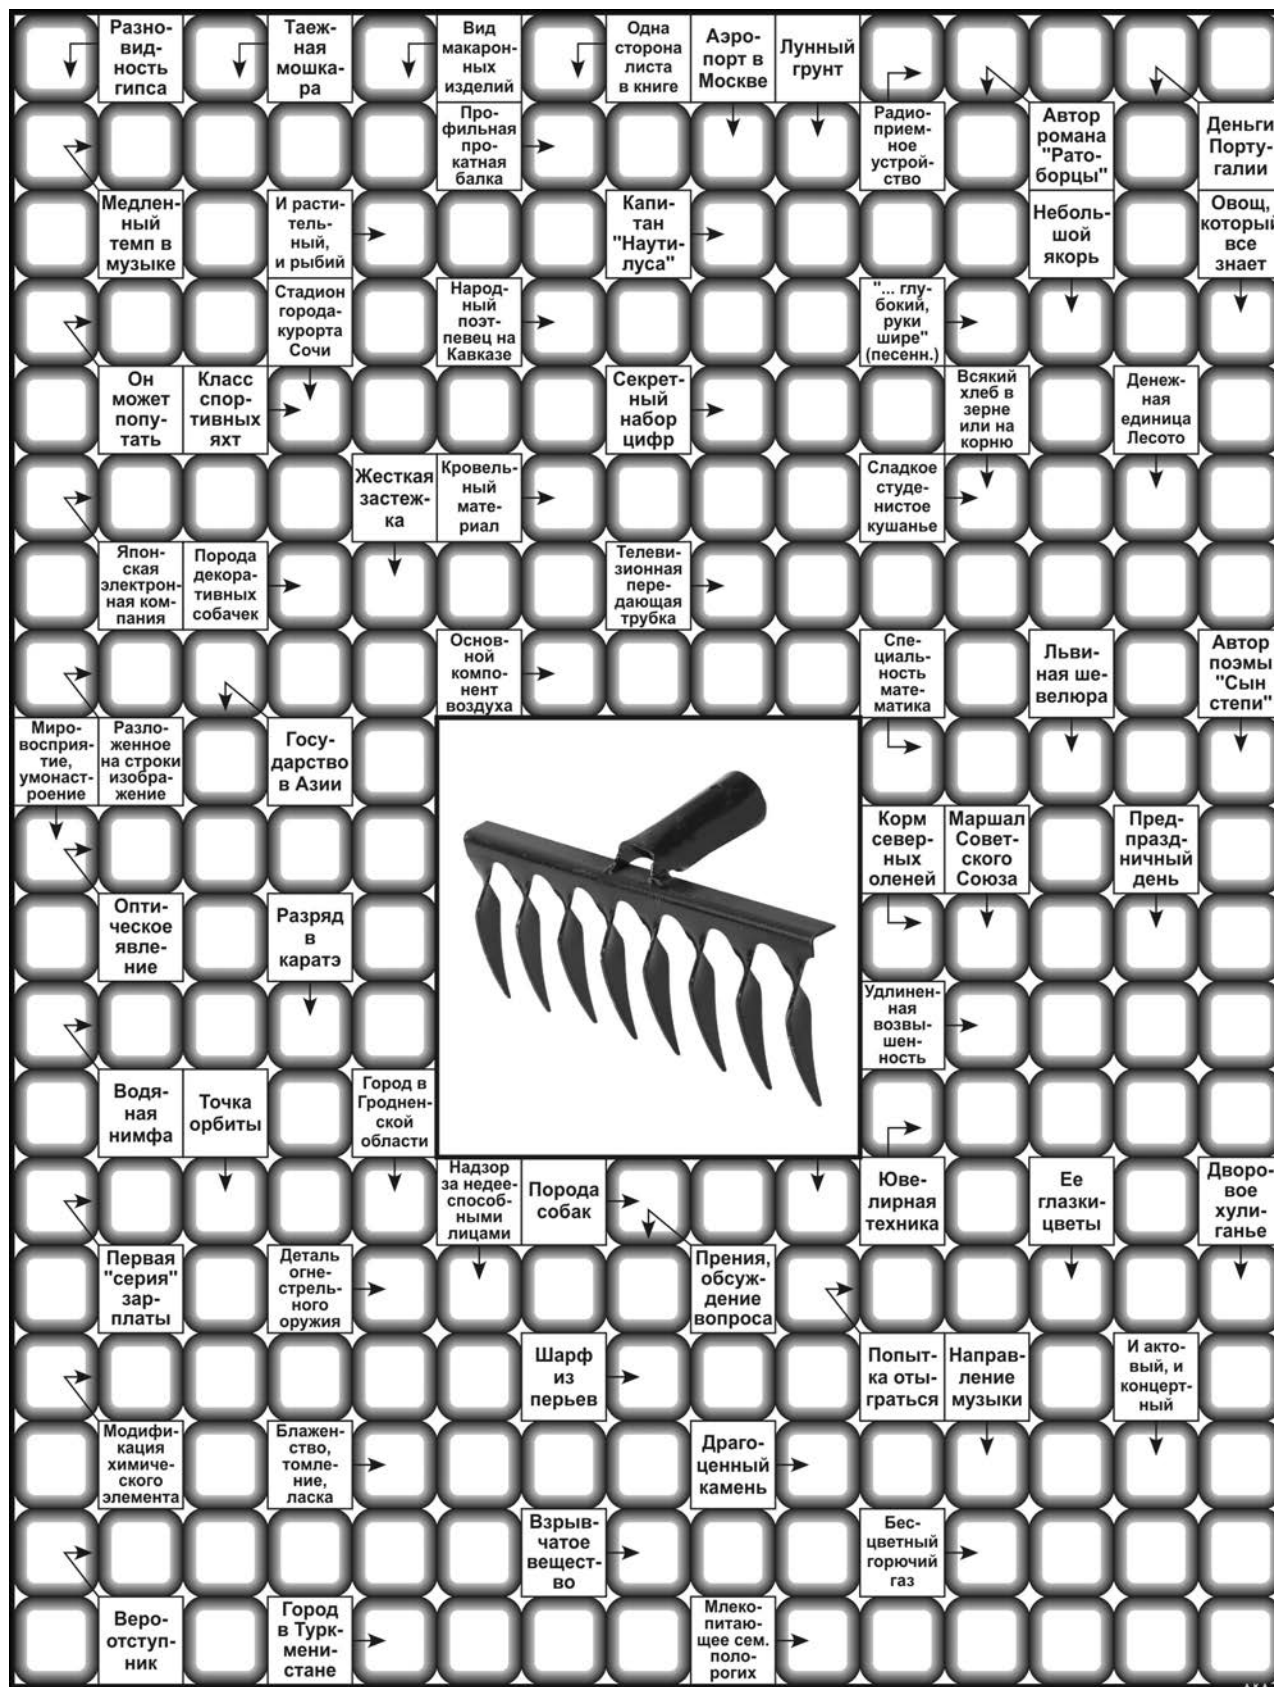 Разно-
вид-
ность
гипса
Таеж-
ная
мошка-
ра
Вид
макарон-
ных
изделий
Одна
сторона
листа
в книге
Аэро-
порт в
Москве
Лунный
грунт
Про-
фильная
про-
катная
балка
Радио-
прием-
ное
устрой-
ство
Автор
романа
"Рато-
борцы"
Деньги
Порту-
галии
Медлен-
ный
темп в
музыке
И расти-
тель-
ный,
и рыбий
Капи-
тан
"Наути-
луса"
Неболь-
шой
якорь
Овощ,
который
все
знает
Стадион
города-
курорта
Сочи
Народ-
ный
поэт-
певец на
Кавказе
"... глу-
бокий,
руки
шире"
(песенн.)
Он
может
попу-
тать
Класс
спор-
тивных
яхт
Секрет-
ный
набор
цифр
Всякий
хлеб в
зерне
или на
корню
Денеж-
ная
единица
Лесото
Жесткая
застеж-
ка
Кровель-
ный
мате-
риал
Сладкое
студе-
нистое
кушанье
Япон-
ская
электрон-
ная ком-
пания
Порода
декора-
тивных
собачек
Телеви-
зионная
пере-
дающая
трубка
Основ-
ной
компо-
нент
воздуха
Спе-
циаль-
ность
мате-
матика
Льви-
ная ше-
велюра
Автор
поэмы
"Сын
степи"
Миро-
восприя-
тие,
умонаст-
роение
Разло-
женное
на строки
изобра-
жение
Госу-
дарство
в Азии
Корм
север-
ных
оленей
Маршал
Совет-
ского
Союза
Пред-
празд-
ничный
день
Опти-
ческое
явле-
ние
Разряд
в
каратэ
Удлинен-
ная
возвы-
шен-
ность
Водя-
ная
нимфа
Точка
орбиты
Город в
Гроднен-
ской
области
Надзор
за недее-
способ-
ными
лицами
Порода
собак
Юве-
лирная
техника
Ее
глазки-
цветы
Дворо-
вое
хули-
ганье
Первая
"серия"
зар-
платы
Деталь
огне-
стрель-
ного
оружия
Прения,
обсуж-
дение
вопроса
Шарф
из
перьев
Попыт-
ка оты-
граться
Направ-
ление
музыки
И акто-
вый, и
концерт-
ный
Модифи-
кация
химиче-
ского
элемента
Блажен-
ство,
томле-
ние,
ласка
Драго-
ценный
камень
Взрыв-
чатое
вещест-
во
Бес-
цветный
горючий
газ
Веро-
отступ-
ник
Город
в Турк-
мени-
стане
Млеко-
питаю-
щее сем.
поло-
рогих